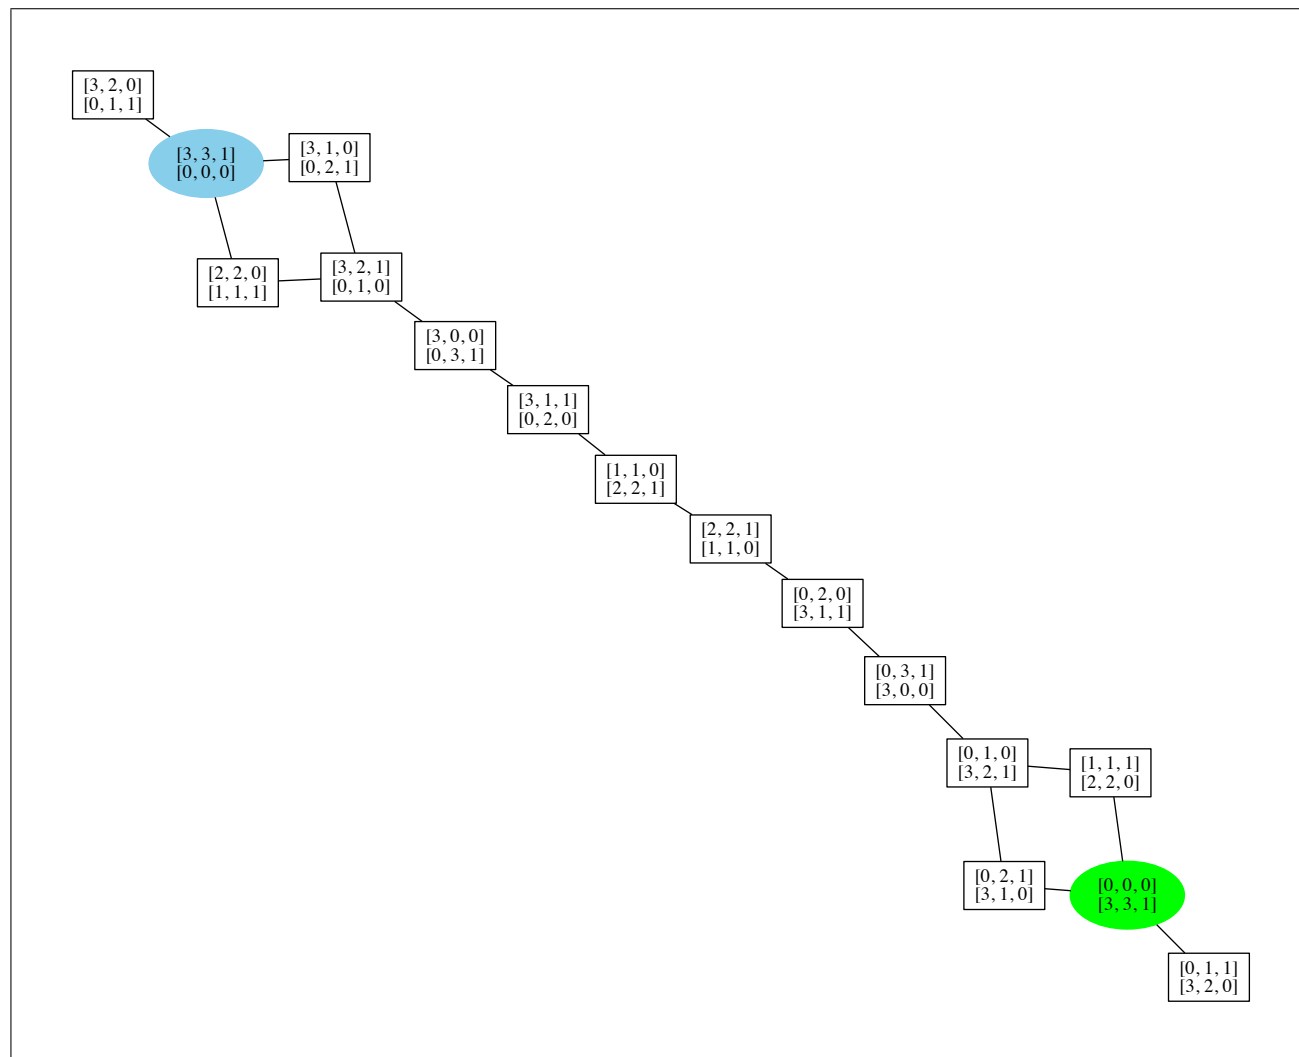 [3, 2, 0]
[0, 1, 1]
[3, 3, 1]
[0, 0, 0]
[3, 1, 0]
[0, 2, 1]
[2, 2, 0]
[1, 1, 1]
[3, 2, 1]
[0, 1, 0]
[3, 0, 0]
[0, 3, 1]
[3, 1, 1]
[0, 2, 0]
[1, 1, 0]
[2, 2, 1]
[2, 2, 1]
[1, 1, 0]
[0, 2, 0]
[3, 1, 1]
[0, 3, 1]
[3, 0, 0]
[0, 1, 0]
[3, 2, 1]
[1, 1, 1]
[2, 2, 0]
[0, 2, 1]
[3, 1, 0]
[0, 0, 0]
[3, 3, 1]
[0, 1, 1]
[3, 2, 0]